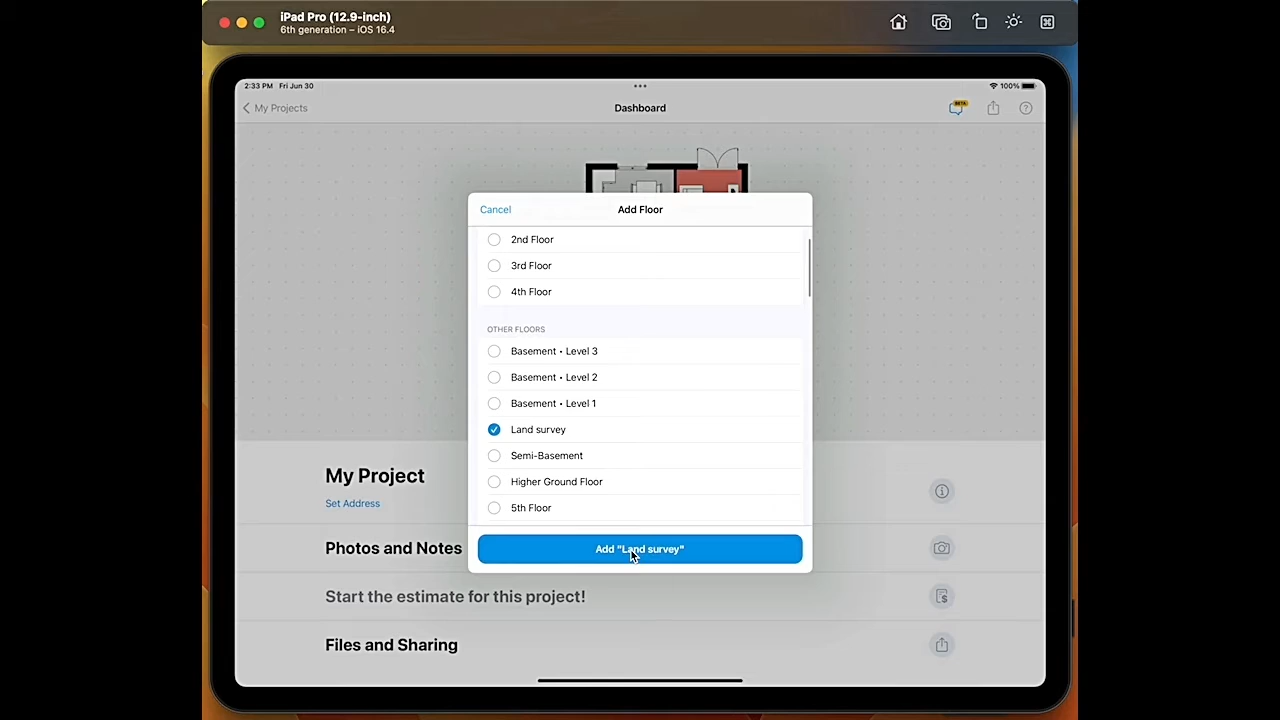 iPad Pro (12.9-inch)
6th generation – iOS 16.4
2:33 PM Fri Jun 30
100%
My Projects
Dashboard
BETA
Cancel
Add Floor
2nd Floor
3rd Floor
4th Floor
OTHER FLOORS
Basement • Level 3
Basement • Level 2
Basement • Level 1
Land survey
Semi-Basement
Higher Ground Floor
5th Floor
Add "Land survey"
My Project
Set Address
Photos and Notes
Start the estimate for this project!
Files and Sharing